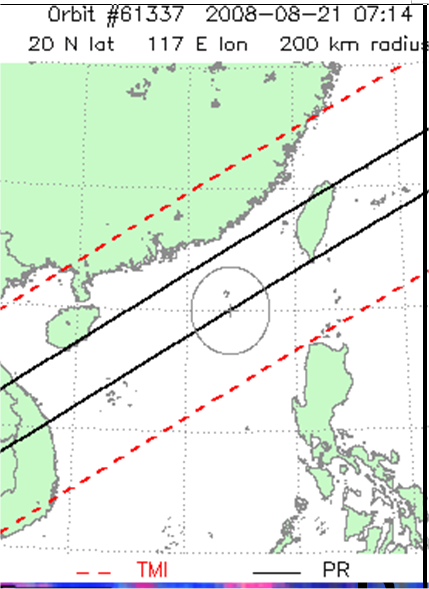 Orbit #61337 2008-08-21 07:14
20 N lat 117 E lon 200 km radius
TMI PR